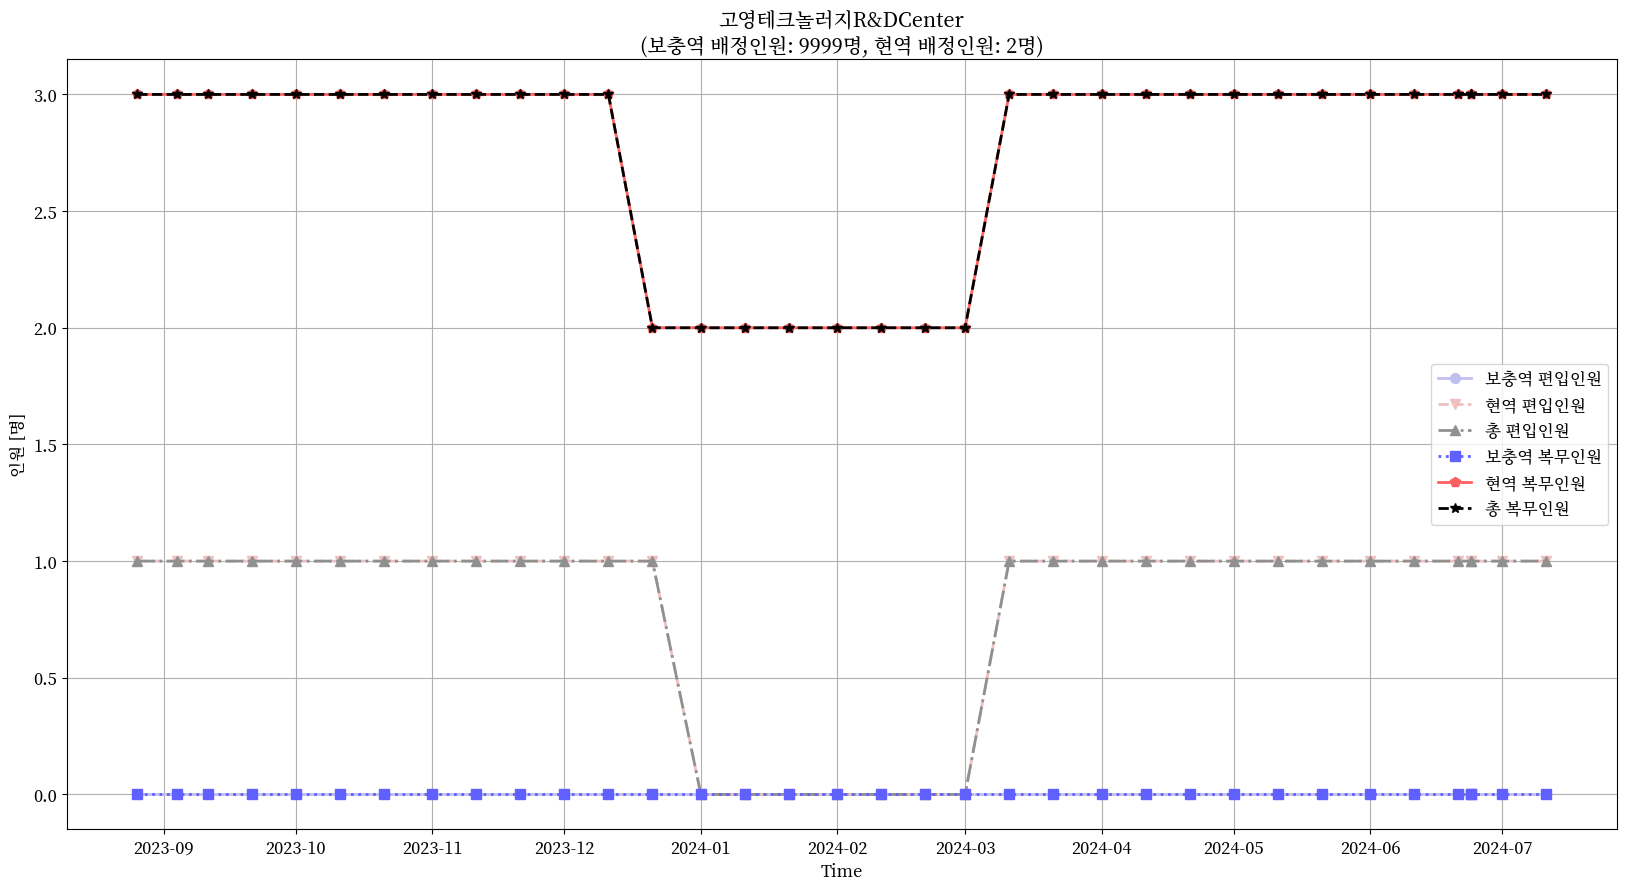 고영테크놀러지R&DCenter
(보충역 배정인원: 9999명, 현역 배정인원: 2명)
3.0
2.5
2.0
1.5
1.0
0.5
0.0
인원 [명]
보충역 편입인원
현역 편입인원
총 편입인원
보충역 복무인원
현역 복무인원
총 복무인원
2023-09
2023-10
2023-11
2023-12
2024-01
2024-02
2024-03
2024-04
2024-05
2024-06
2024-07
Time